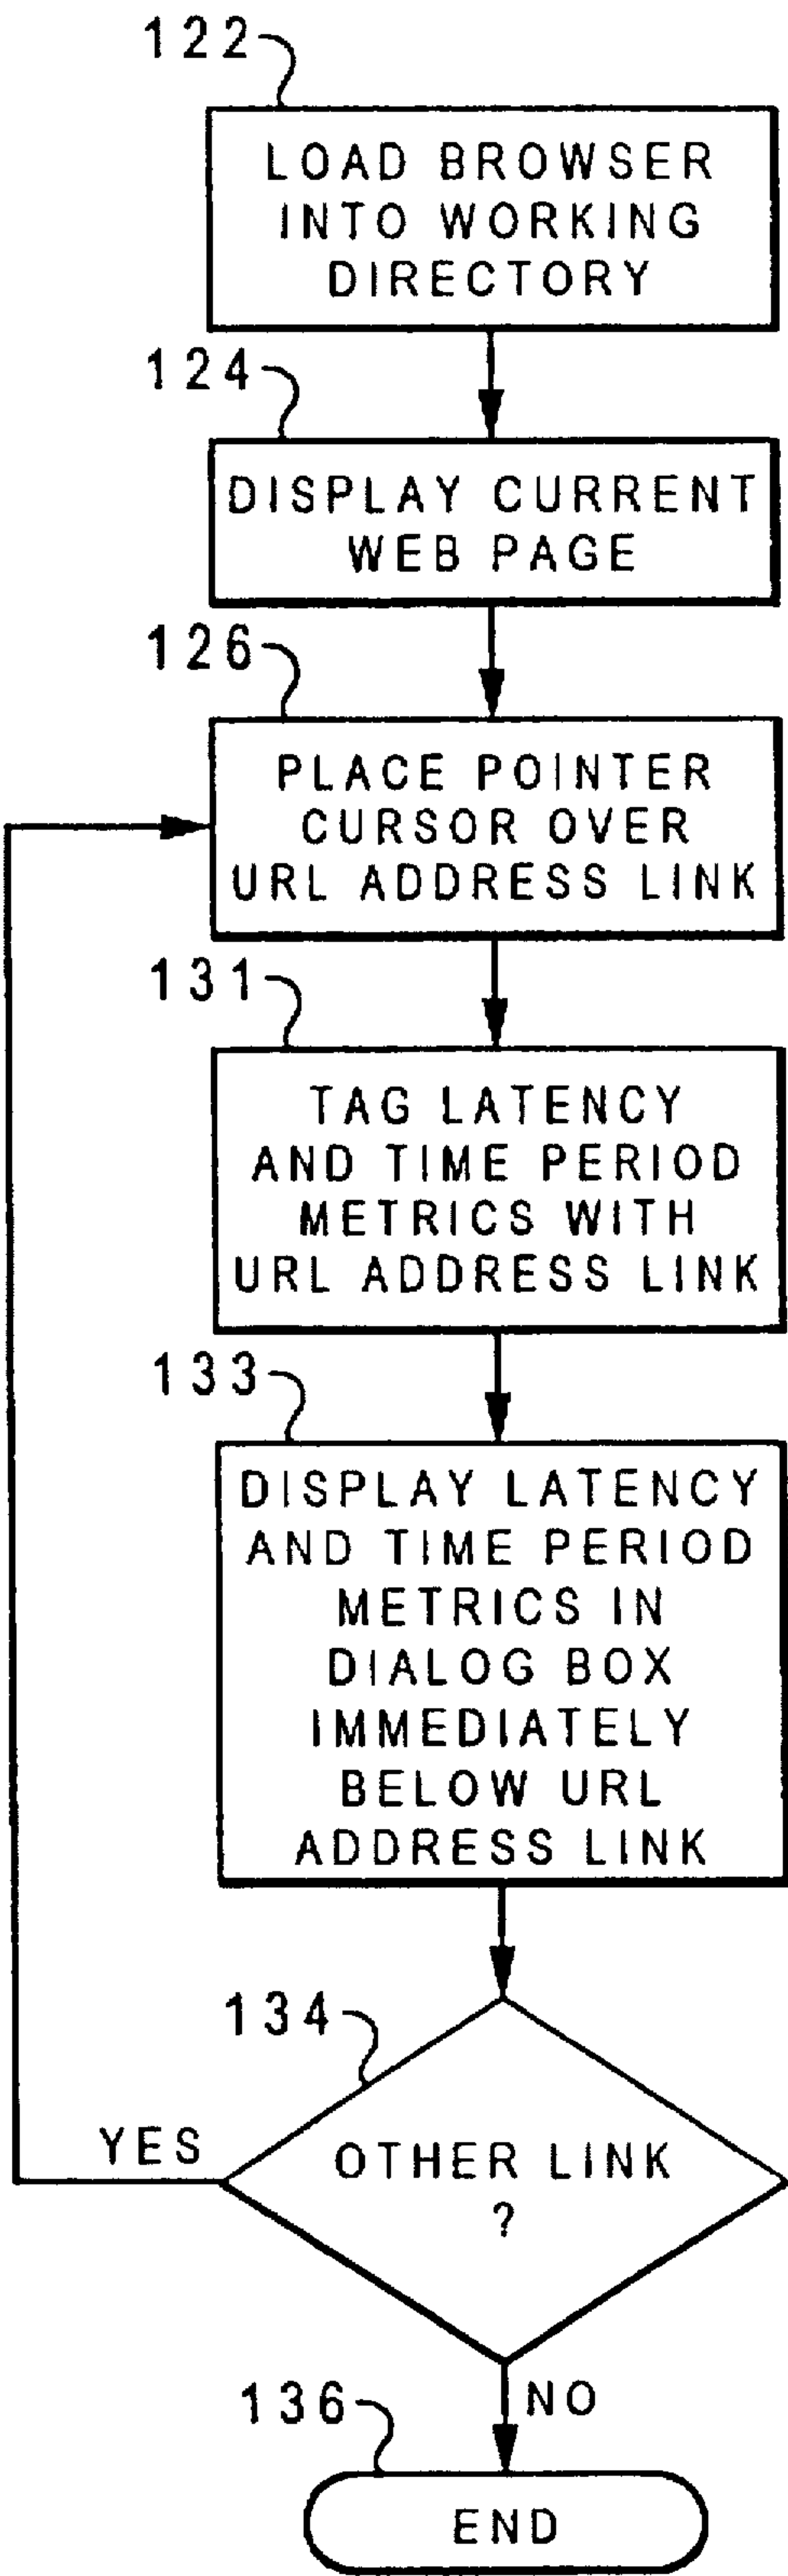 122
LOAD BROWSER
INTO WORKING
DIRECTORY
124
DISPLAY CURRENT
WEB PAGE
126
PLACE POINTER
CURSOR OVER
URL ADDRESS LINK
131
TAG LATENCY
AND TIME PERIOD
METRICS WITH
URL ADDRESS LINK
133
DISPLAY LATENCY
AND TIME PERIOD
METRICS IN
DIALOG BOX
IMMEDIATELY
BELOW URL
ADDRESS LINK
134
YES
OTHER LINK
?
NO
136
END